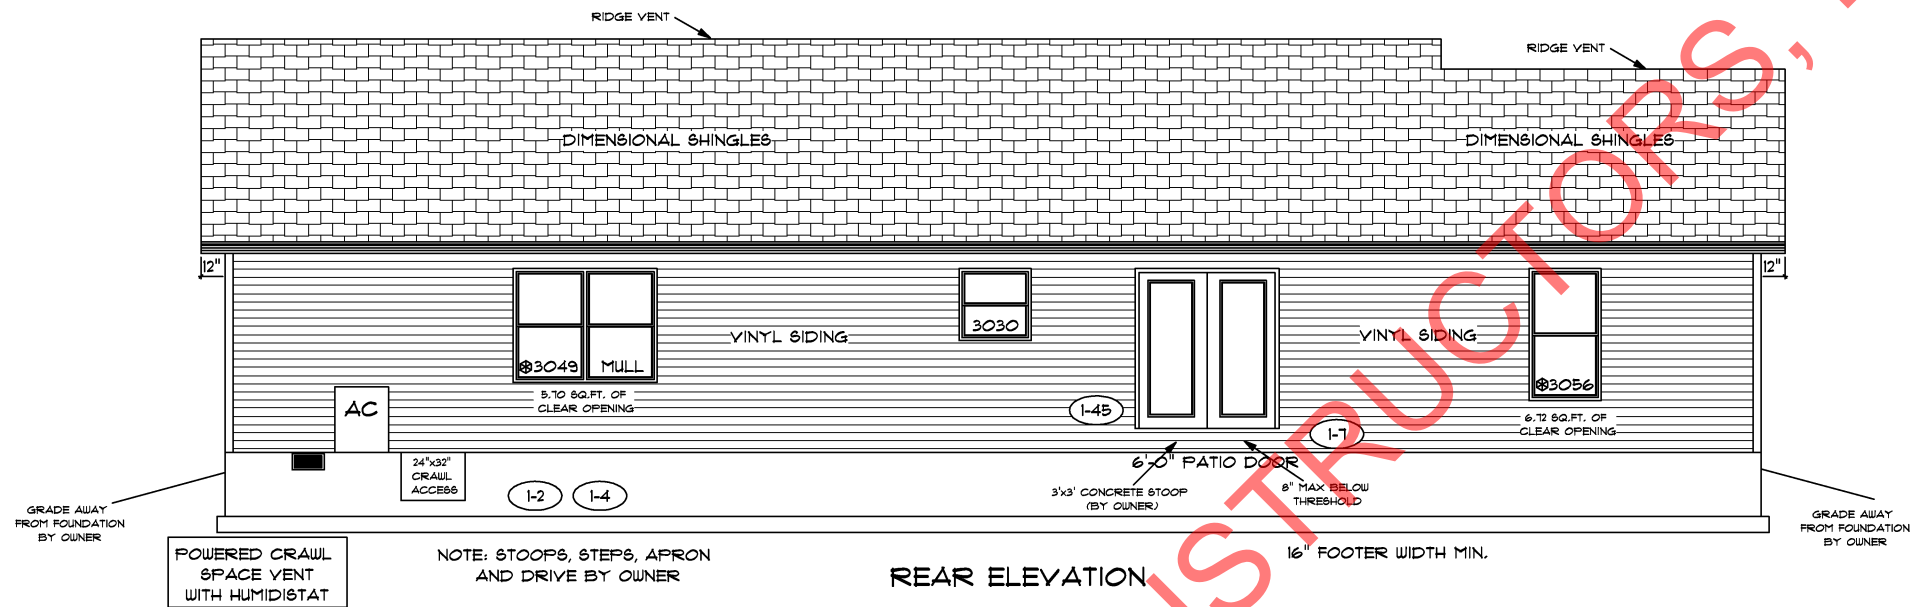 RIDGE VENT
RIDGE VENT
DIMENSIONAL SHINGLES
DIMENSIONAL SHINGLES
12"
12"
3030
VINYL SIDING
VINYL SIDING
3049
MULL
3056
5.70 SQ.FT. OF
CLEAR OPENING
AC
1-45
6.72 SQ.FT. OF
CLEAR OPENING
1-7
6'-0" PATIO DOOR
24"x32"
CRAWL
ACCESS
1-2
1-4
3'x3' CONCRETE STOOP
(BY OWNER)
8" MAX BELOW
THRESHOLD
GRADE AWAY
FROM FOUNDATION
BY OWNER
GRADE AWAY
FROM FOUNDATION
BY OWNER
POWERED CRAWL
SPACE VENT
WITH HUMIDISTAT
NOTE: STOOPS, STEPS, APRON
AND DRIVE BY OWNER
16" FOOTER WIDTH MIN.
REAR ELEVATION
STRUCTORS,